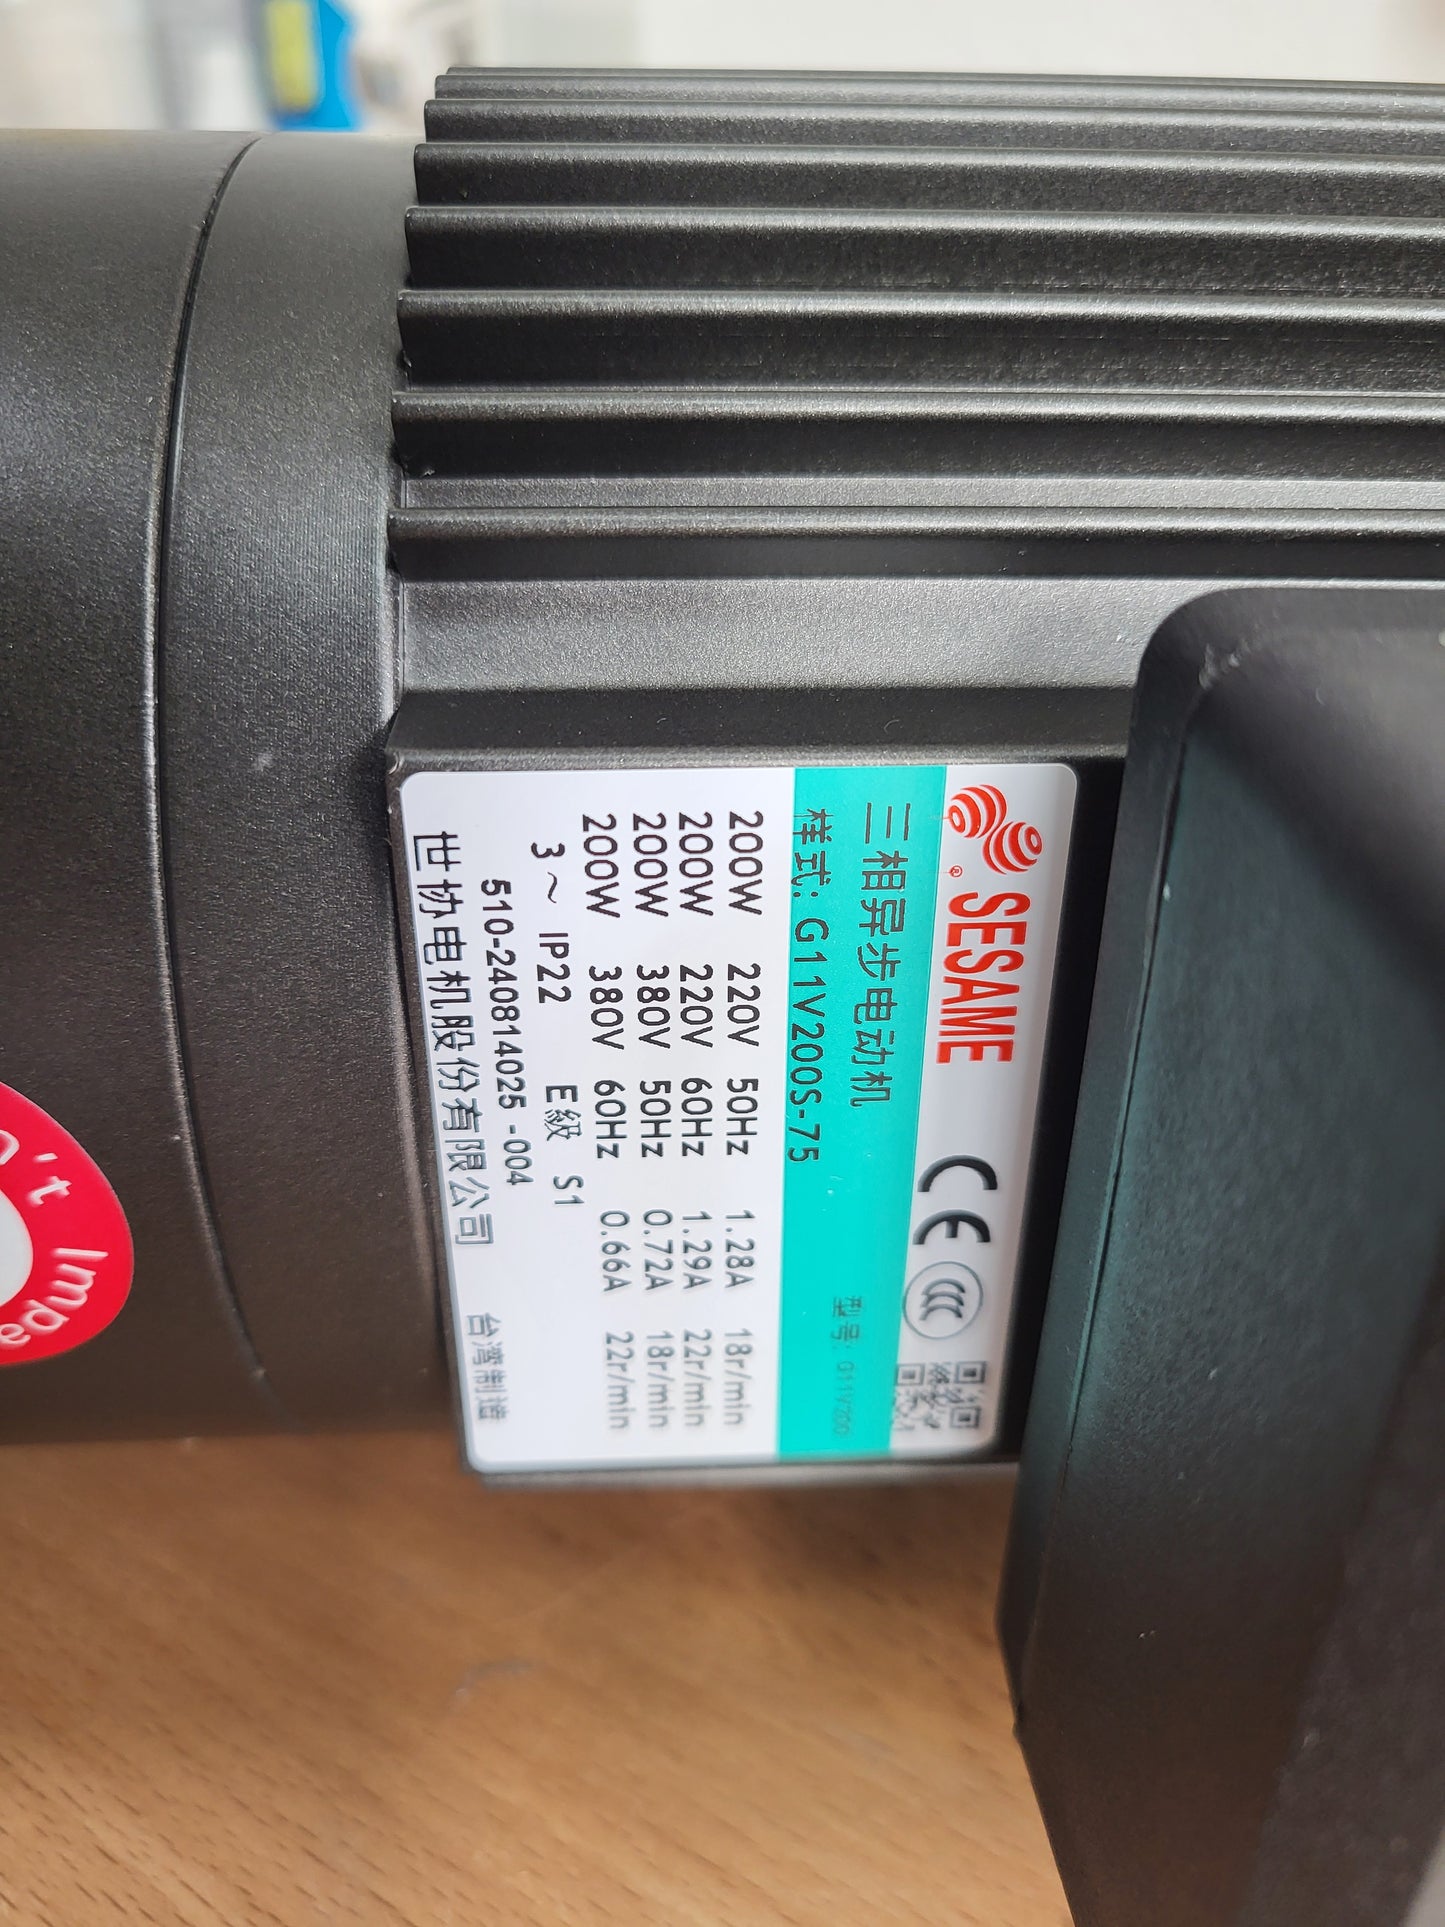 SESAME CE CCC
®
三相异步电动机
型号: G11V200
样式: G11V200S-75
200W 220V 50Hz 1.28A 18r/min
200W 220V 60Hz 1.29A 22r/min
200W 380V 50Hz 0.72A 18r/min
200W 380V 60Hz 0.66A 22r/min
3～ IP22 E級 S1
510-240814025 -004
世协电机股份有限公司 台湾制造
't Impa